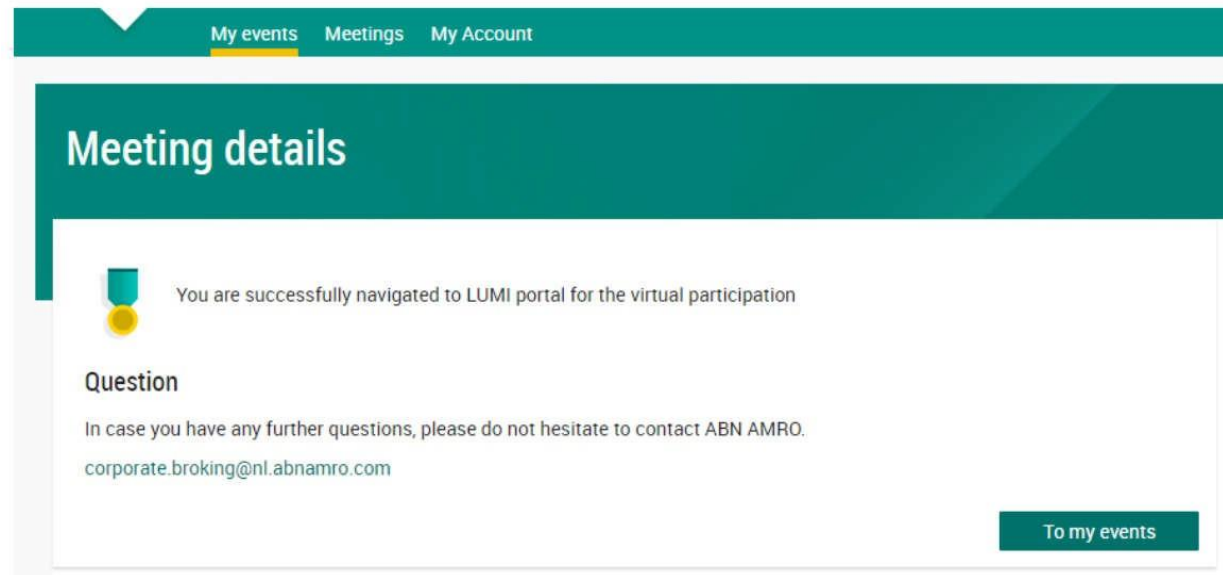 My events Meetings My Account
Meeting details
You are successfully navigated to LUMI portal for the virtual participation
Question
In case you have any further questions, please do not hesitate to contact ABN AMRO.
corporate.broking@nl.abnamro.com
To my events